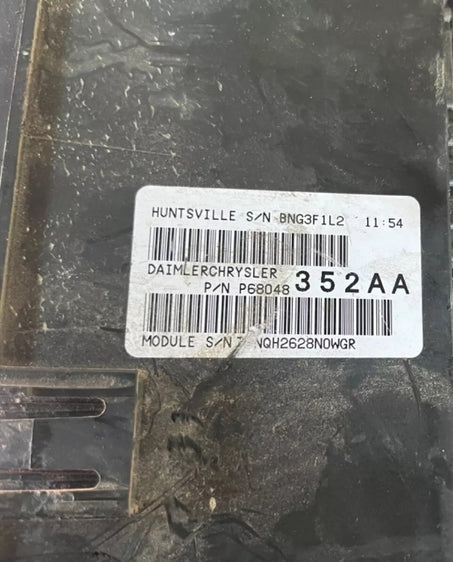 HUNTSVILLE S/N BNG3F1L2 11:54
DAIMLERCHRYSLER
P/N P68048 352AA
MODULE S/N T NQH2628N0WGR